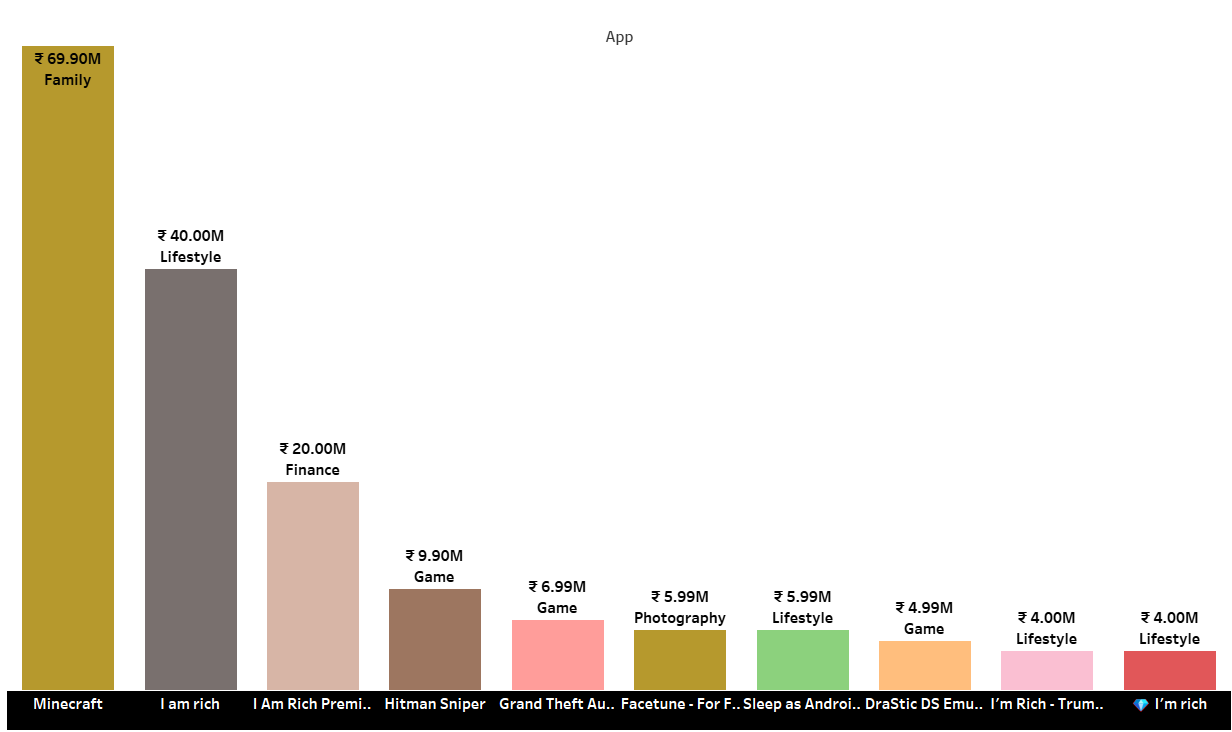 App
₹ 69.90M
Family
₹ 40.00M
Lifestyle
₹ 20.00M
Finance
₹ 9.90M
Game
₹ 6.99M
Game
₹ 5.99M
Photography
₹ 5.99M
Lifestyle
₹ 4.99M
Game
₹ 4.00M
Lifestyle
₹ 4.00M
Lifestyle
Minecraft
I am rich
I Am Rich Premi..
Hitman Sniper
Grand Theft Au..
Facetune - For F..
Sleep as Androi..
DraStic DS Emu..
I’m Rich - Trum..
💎 I’m rich